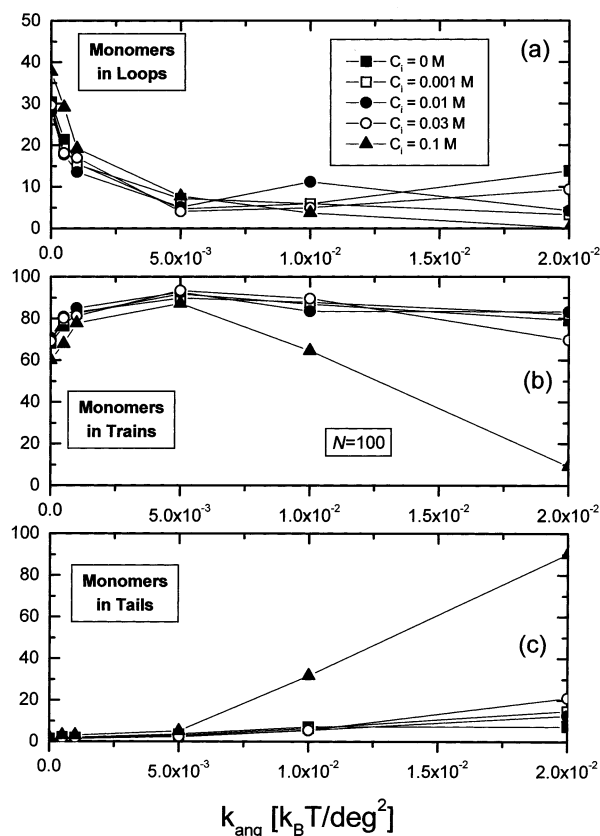 50
40
30
20
10
0
Monomers
in Loops
(a)
C_i = 0 M
C_i = 0.001 M
C_i = 0.01 M
C_i = 0.03 M
C_i = 0.1 M
0.0 5.0x10⁻³ 1.0x10⁻² 1.5x10⁻² 2.0x10⁻²
100
80
60
40
20
0
(b)
Monomers
in Trains
N=100
0.0 5.0x10⁻³ 1.0x10⁻² 1.5x10⁻² 2.0x10⁻²
100
80
60
40
20
0
Monomers
in Tails
(c)
0.0 5.0x10⁻³ 1.0x10⁻² 1.5x10⁻² 2.0x10⁻²
k_ang [k_BT/deg²]